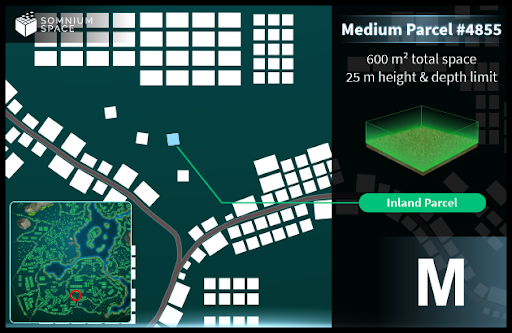 SOMNIUM
SPACE
Medium Parcel #4855
600 m² total space
25 m height & depth limit
Inland Parcel
M